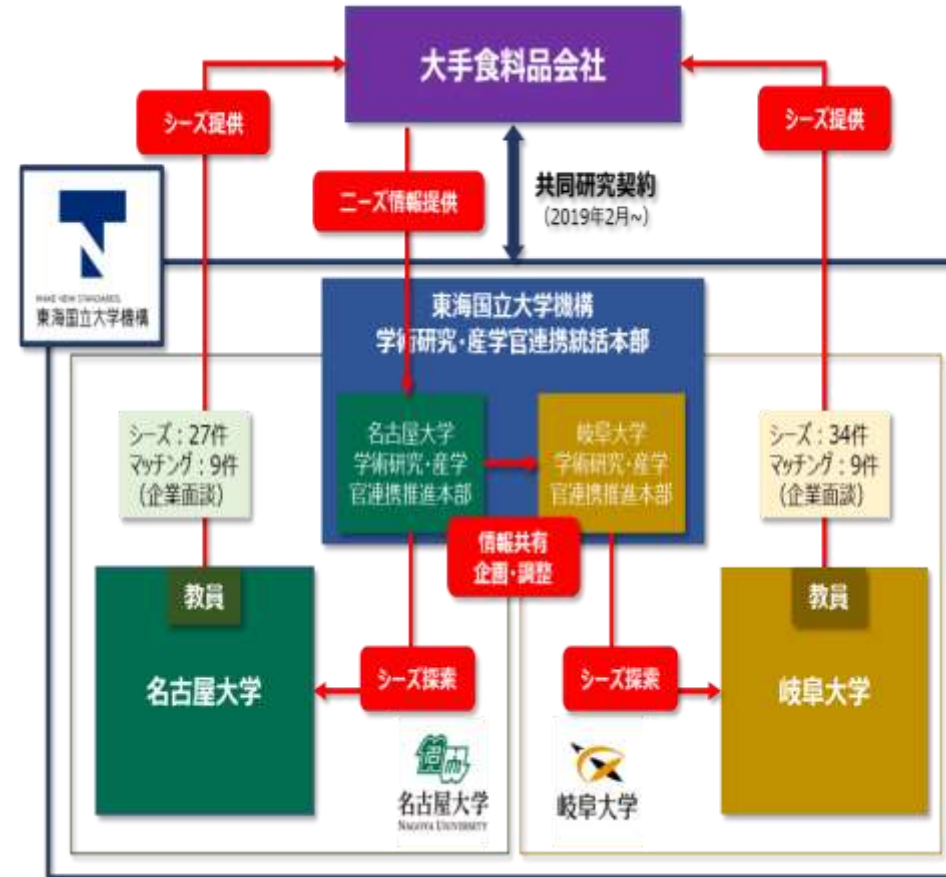 大手食料品会社
シーズ提供
シーズ提供
ニーズ情報提供
共同研究契約
(2019年2月~)
MAKE NEW STANDARDS.
東海国立大学機構
東海国立大学機構
学術研究・産学官連携統括本部
シーズ：27件
マッチング：9件
(企業面談)
名古屋大学
学術研究・産学
官連携推進本部
岐阜大学
学術研究・産学
官連携推進本部
シーズ：34件
マッチング：9件
(企業面談)
情報共有
企画・調整
教員
名古屋大学
シーズ探索
シーズ探索
教員
岐阜大学
名古屋大学
NAGOYA UNIVERSITY
岐阜大学